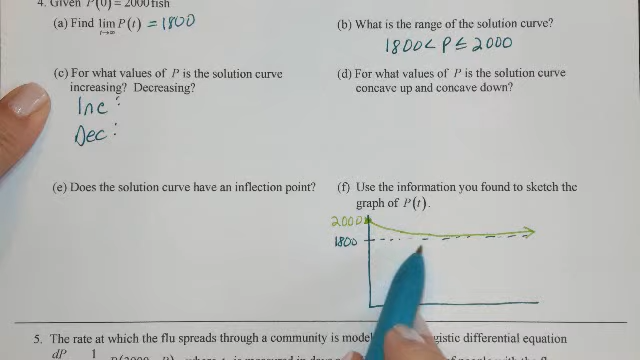 4. Given P(0) = 2000 fish
(a) Find lim P(t) = 1800
t→∞
(b) What is the range of the solution curve?
1800 < P ≤ 2000
(c) For what values of P is the solution curve
increasing? Decreasing?
Inc:
Dec:
(d) For what values of P is the solution curve
concave up and concave down?
(e) Does the solution curve have an inflection point?
(f) Use the information you found to sketch the
graph of P(t).
2000
1800
5. The rate at which the flu spreads through a community is model gistic differential equation
dP 1